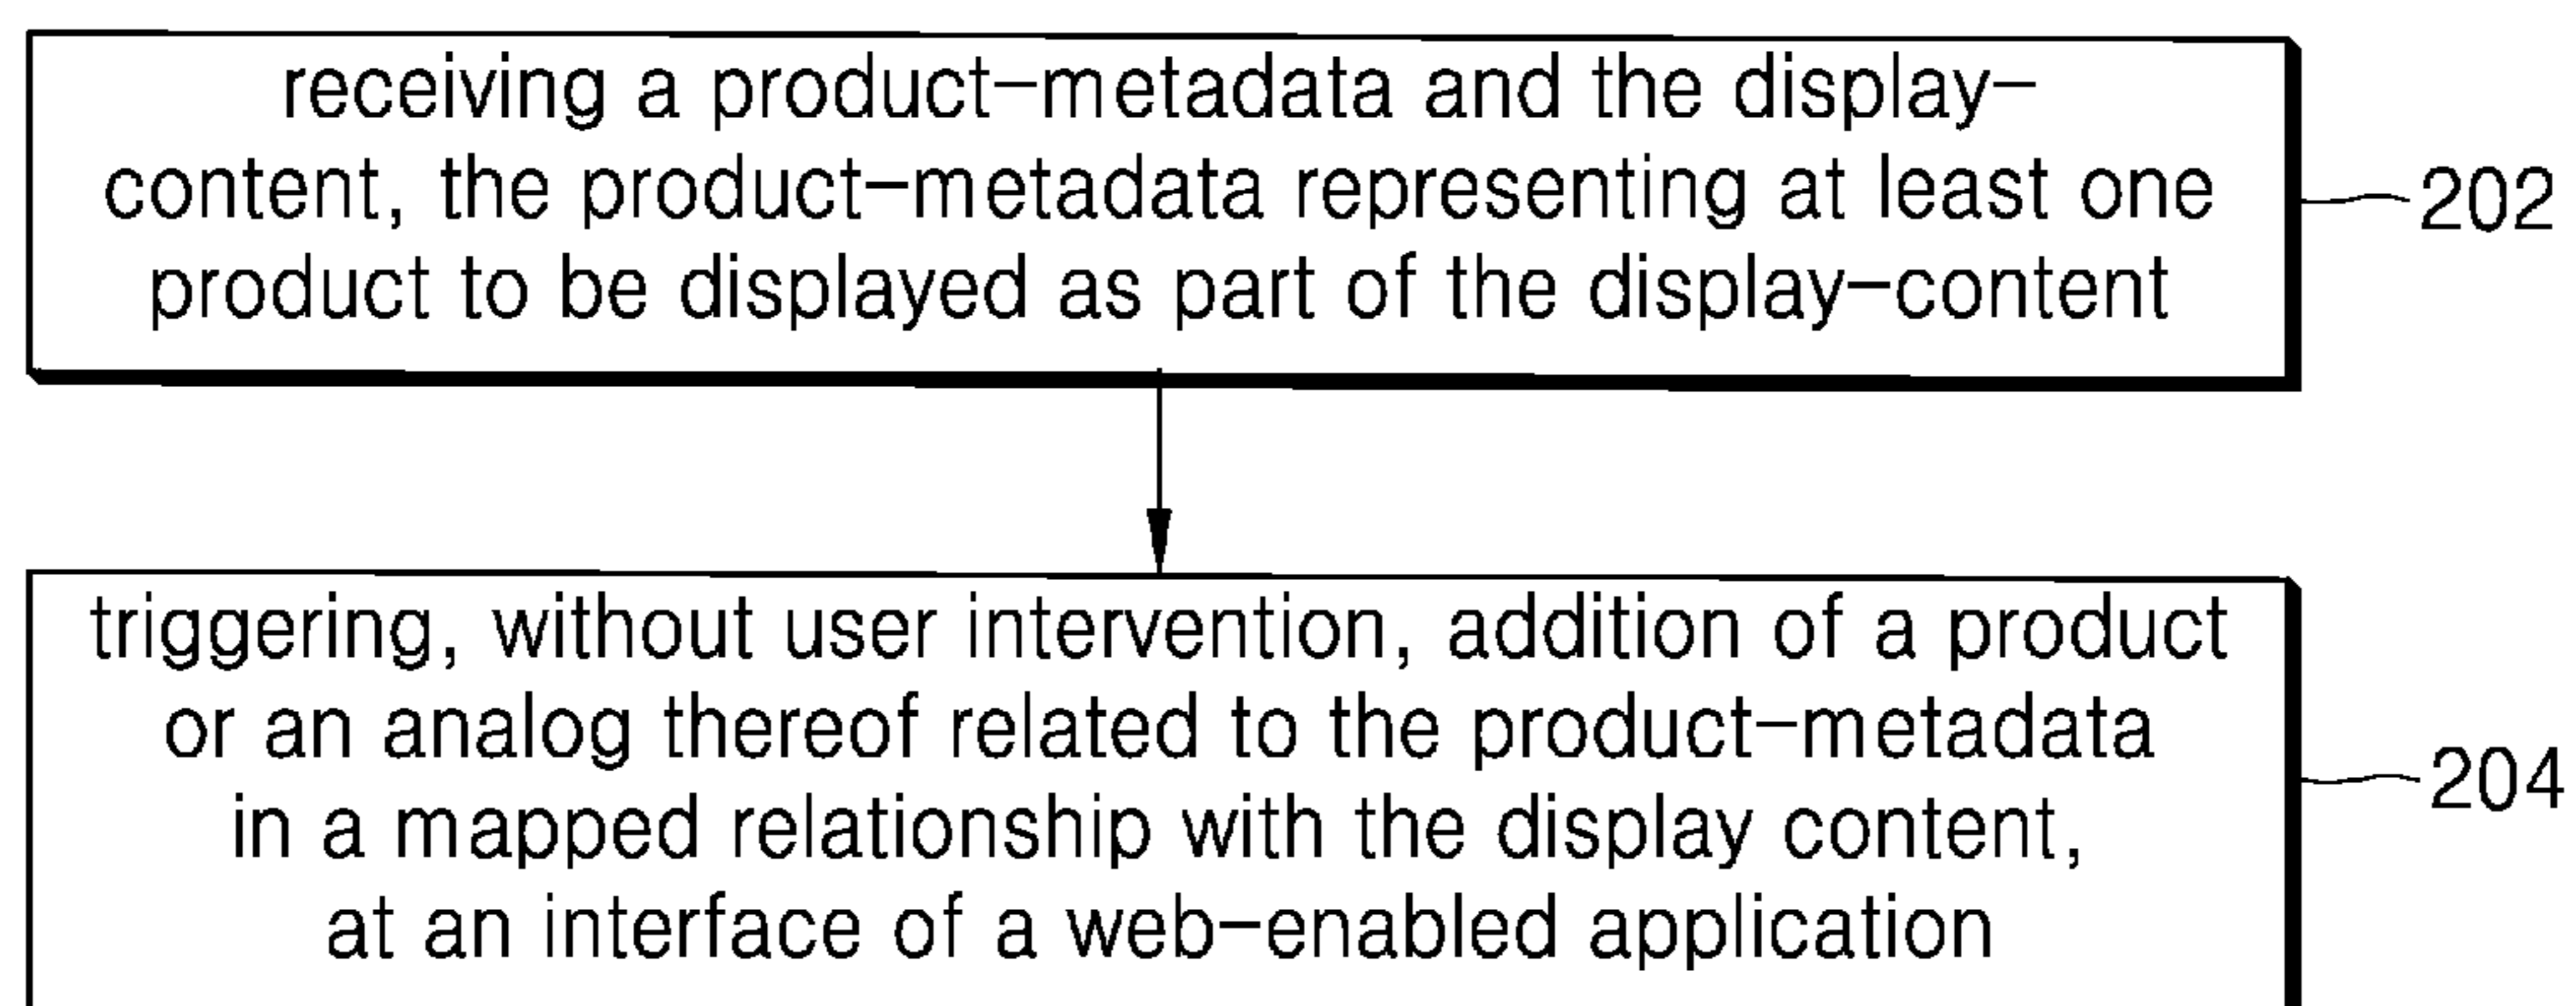 receiving a product-metadata and the display-
content, the product-metadata representing at least one
product to be displayed as part of the display-content
202
triggering, without user intervention, addition of a product
or an analog thereof related to the product-metadata
in a mapped relationship with the display content,
at an interface of a web-enabled application
204